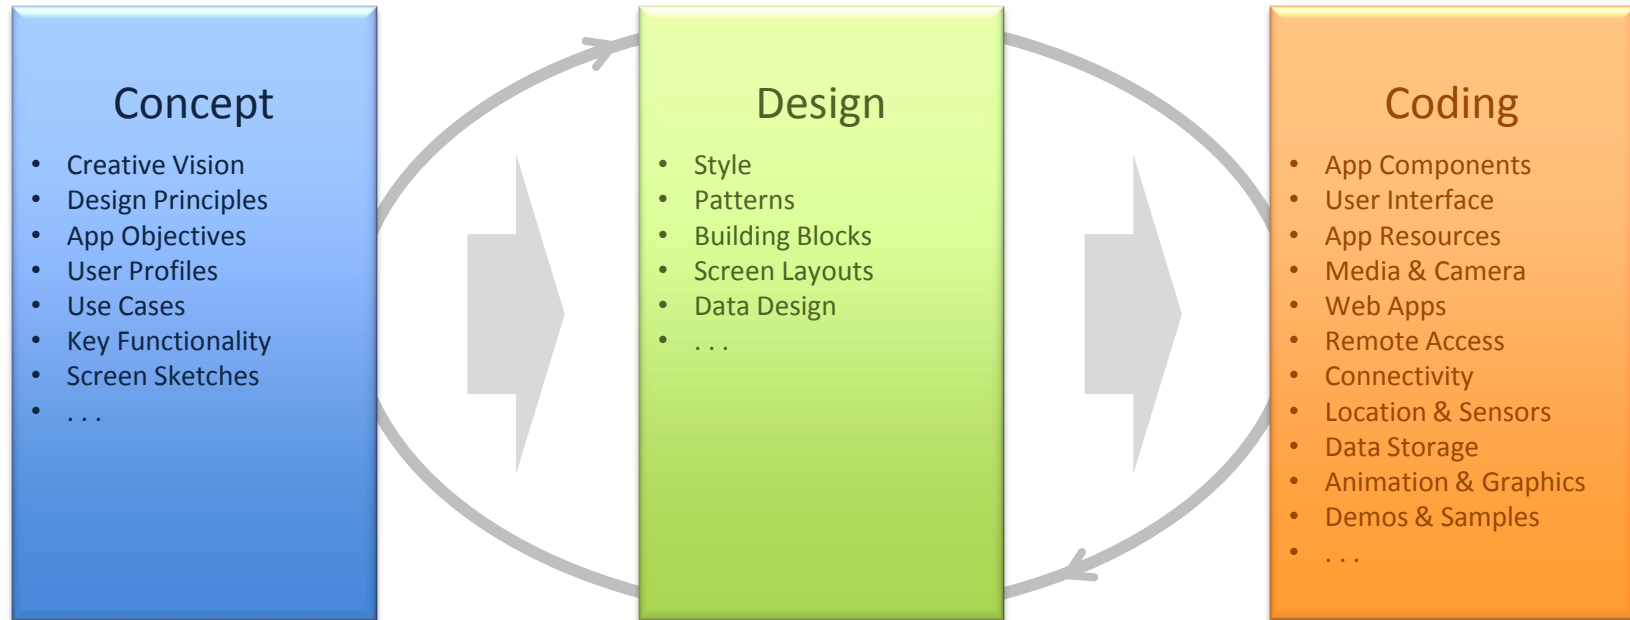 Concept
• Creative Vision
• Design Principles
• App Objectives
• User Profiles
• Use Cases
• Key Functionality
• Screen Sketches
• . . .
Design
• Style
• Patterns
• Building Blocks
• Screen Layouts
• Data Design
• . . .
Coding
• App Components
• User Interface
• App Resources
• Media & Camera
• Web Apps
• Remote Access
• Connectivity
• Location & Sensors
• Data Storage
• Animation & Graphics
• Demos & Samples
• . . .